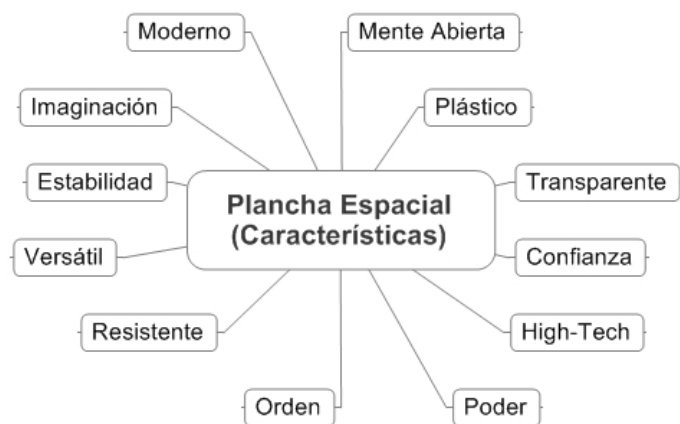 Moderno
Mente Abierta
Imaginación
Plástico
Estabilidad
Transparente
Plancha Espacial
(Características)
Versátil
Confianza
Resistente
High-Tech
Orden
Poder